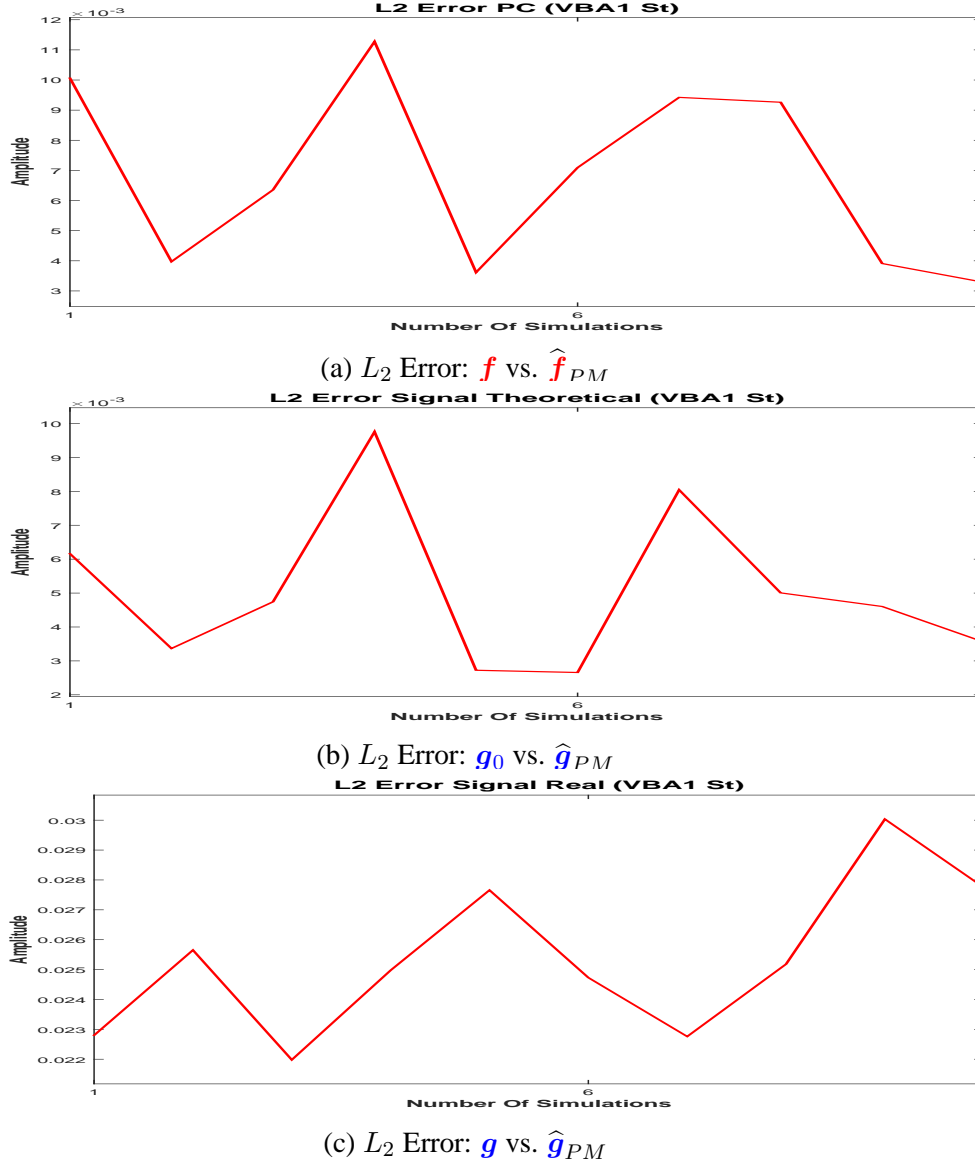 L2 Error PC (VBA1 St)
× 10⁻³
12
11
10
9
8
7
6
5
4
3
Amplitude
1 6
Number Of Simulations
(a) L₂ Error: f vs. f̂_PM
L2 Error Signal Theoretical (VBA1 St)
× 10⁻³
10
9
8
7
6
5
4
3
2
Amplitude
1 6
Number Of Simulations
(b) L₂ Error: g₀ vs. ĝ_PM
L2 Error Signal Real (VBA1 St)
0.03
0.029
0.028
0.027
0.026
0.025
0.024
0.023
0.022
Amplitude
1 6
Number Of Simulations
(c) L₂ Error: g vs. ĝ_PM